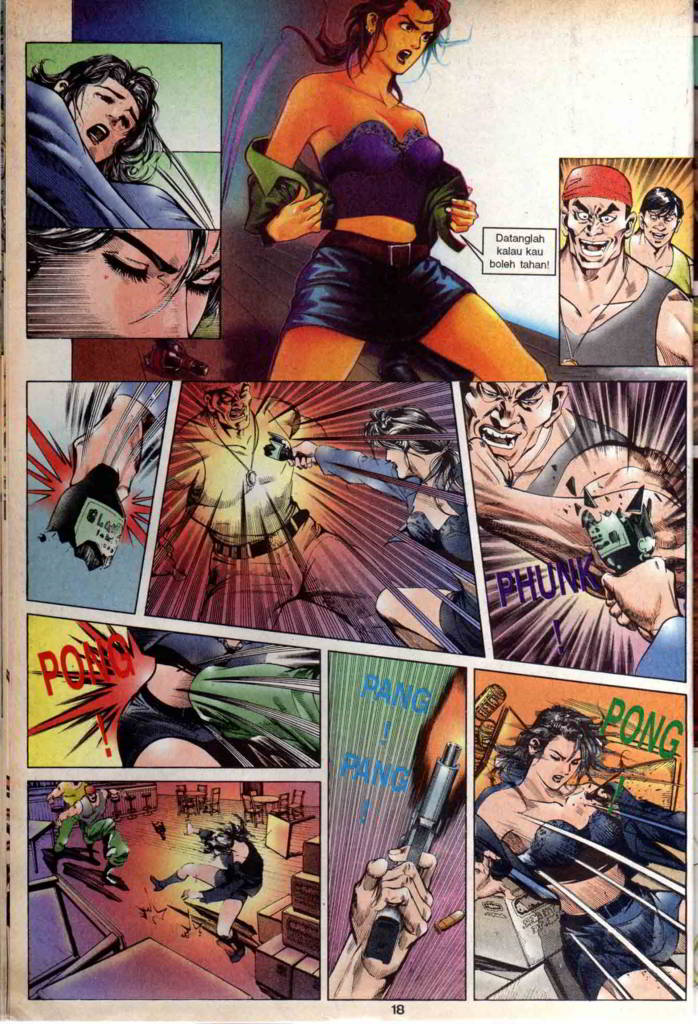 Datanglah
kalau kau
boleh tahan!
PHUNK
!
PONG
!
PANG
!
PANG
!
PONG
!
18